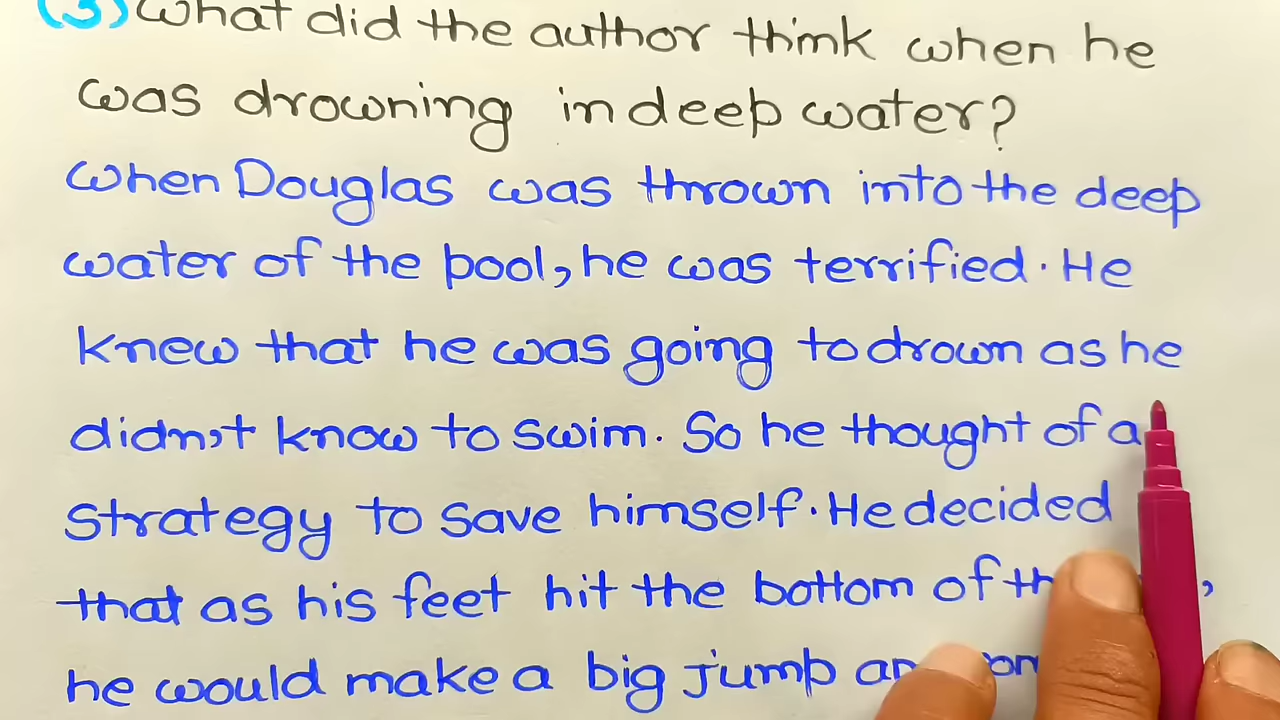 (3) What did the author think when he
was drowning in deep water?
When Douglas was thrown into the deep
water of the pool, he was terrified. He
knew that he was going to drown as he
didn't know to swim. So he thought of a
strategy to save himself. He decided
that as his feet hit the bottom of
he would make a big jump